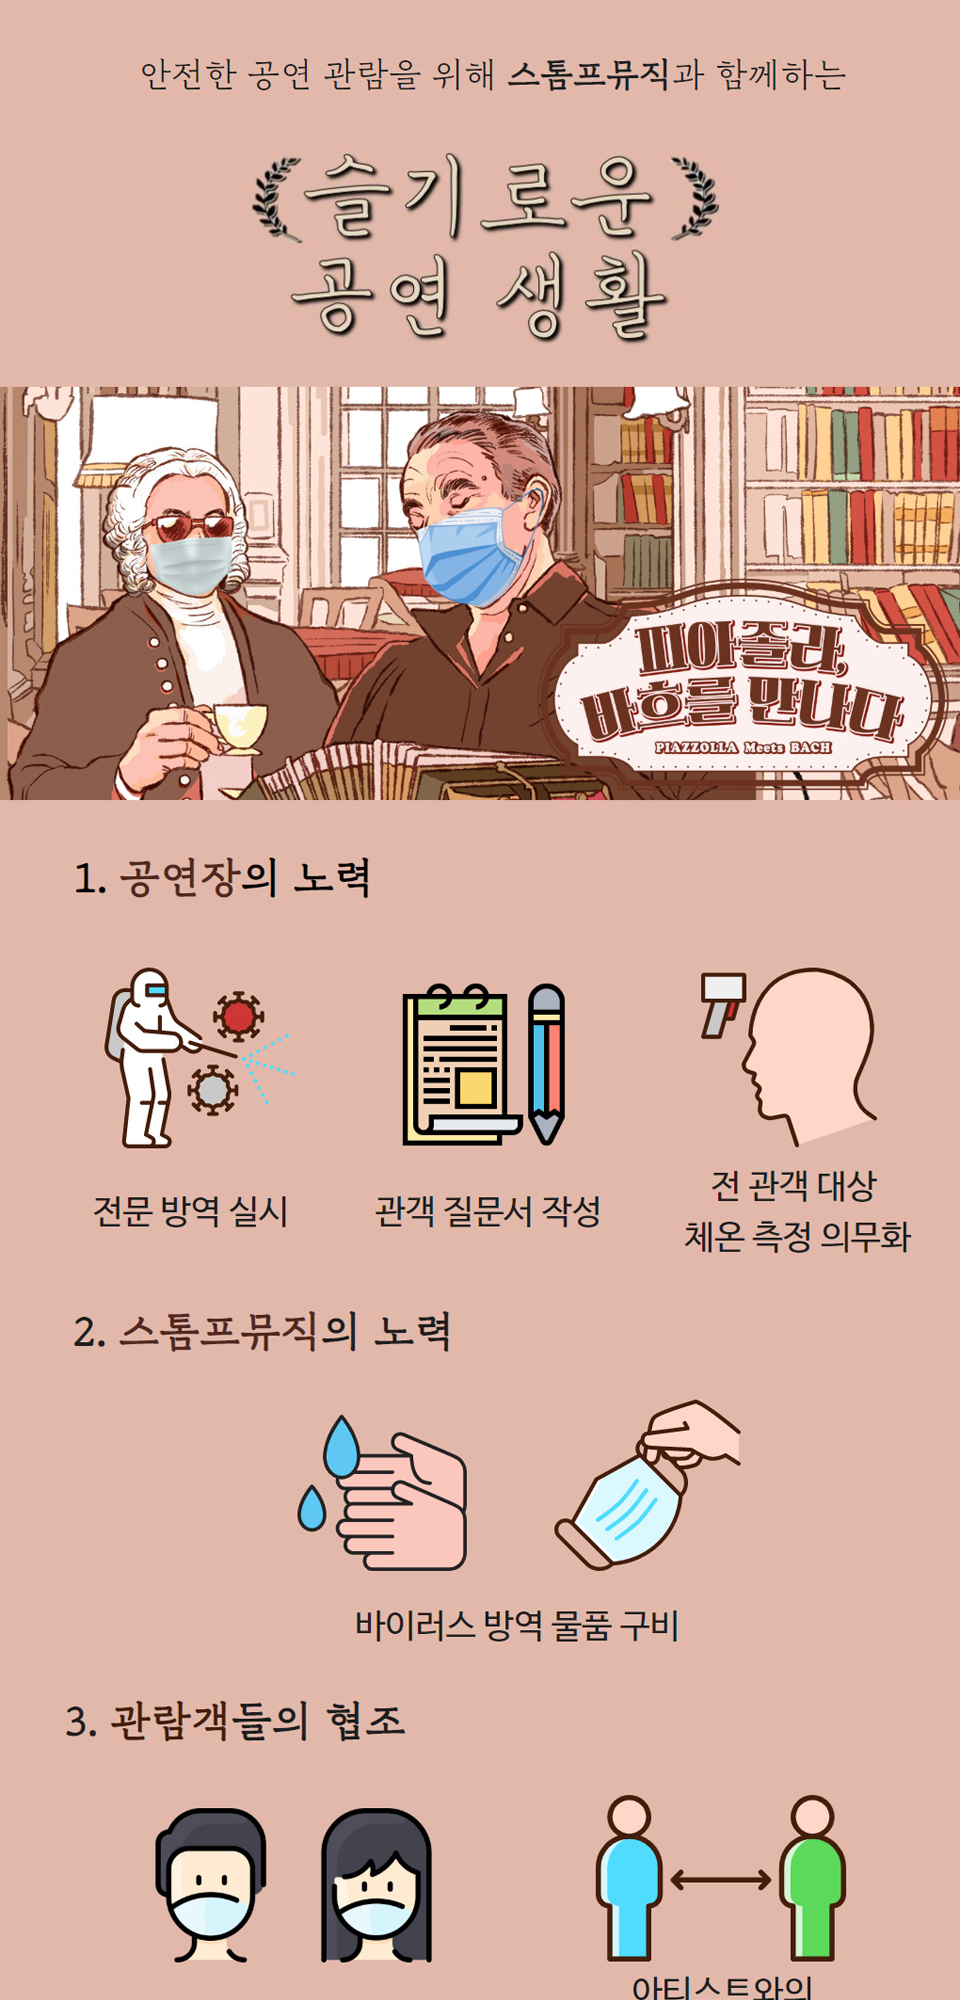 안전한 공연 관람을 위해 스톰프뮤직과 함께하는
슬기로운
공연 생활
피아졸라,
바흐를 만나다
PIAZZOLLA Meets BACH
1. 공연장의 노력
전문 방역 실시
관객 질문서 작성
전 관객 대상
체온 측정 의무화
2. 스톰프뮤직의 노력
바이러스 방역 물품 구비
3. 관람객들의 협조
아티스트와의